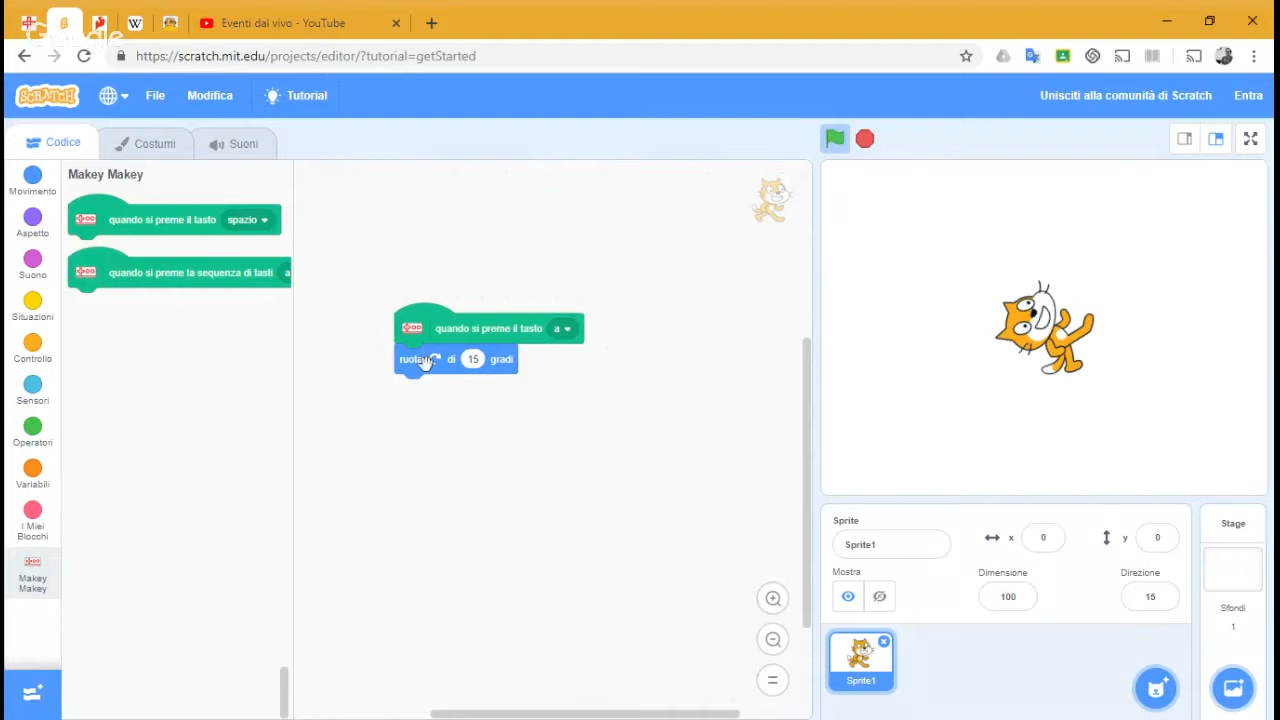 Eventi dal vivo - YouTube
Google
https://scratch.mit.edu/projects/editor/?tutorial=getStarted
SCRATCH
File
Modifica
Tutorial
Unisciti alla comunità di Scratch
Entra
Codice
Costumi
Suoni
Movimento
Aspetto
Suono
Situazioni
Controllo
Sensori
Operatori
Variabili
I Miei
Blocchi
Makey
Makey
Makey Makey
quando si preme il tasto spazio
quando si preme la sequenza di tasti a
quando si preme il tasto a
ruota di 15 gradi
Sprite
Sprite1
x 0
y 0
Mostra
Dimensione
100
Direzione
15
Sprite1
Stage
Sfondi
1